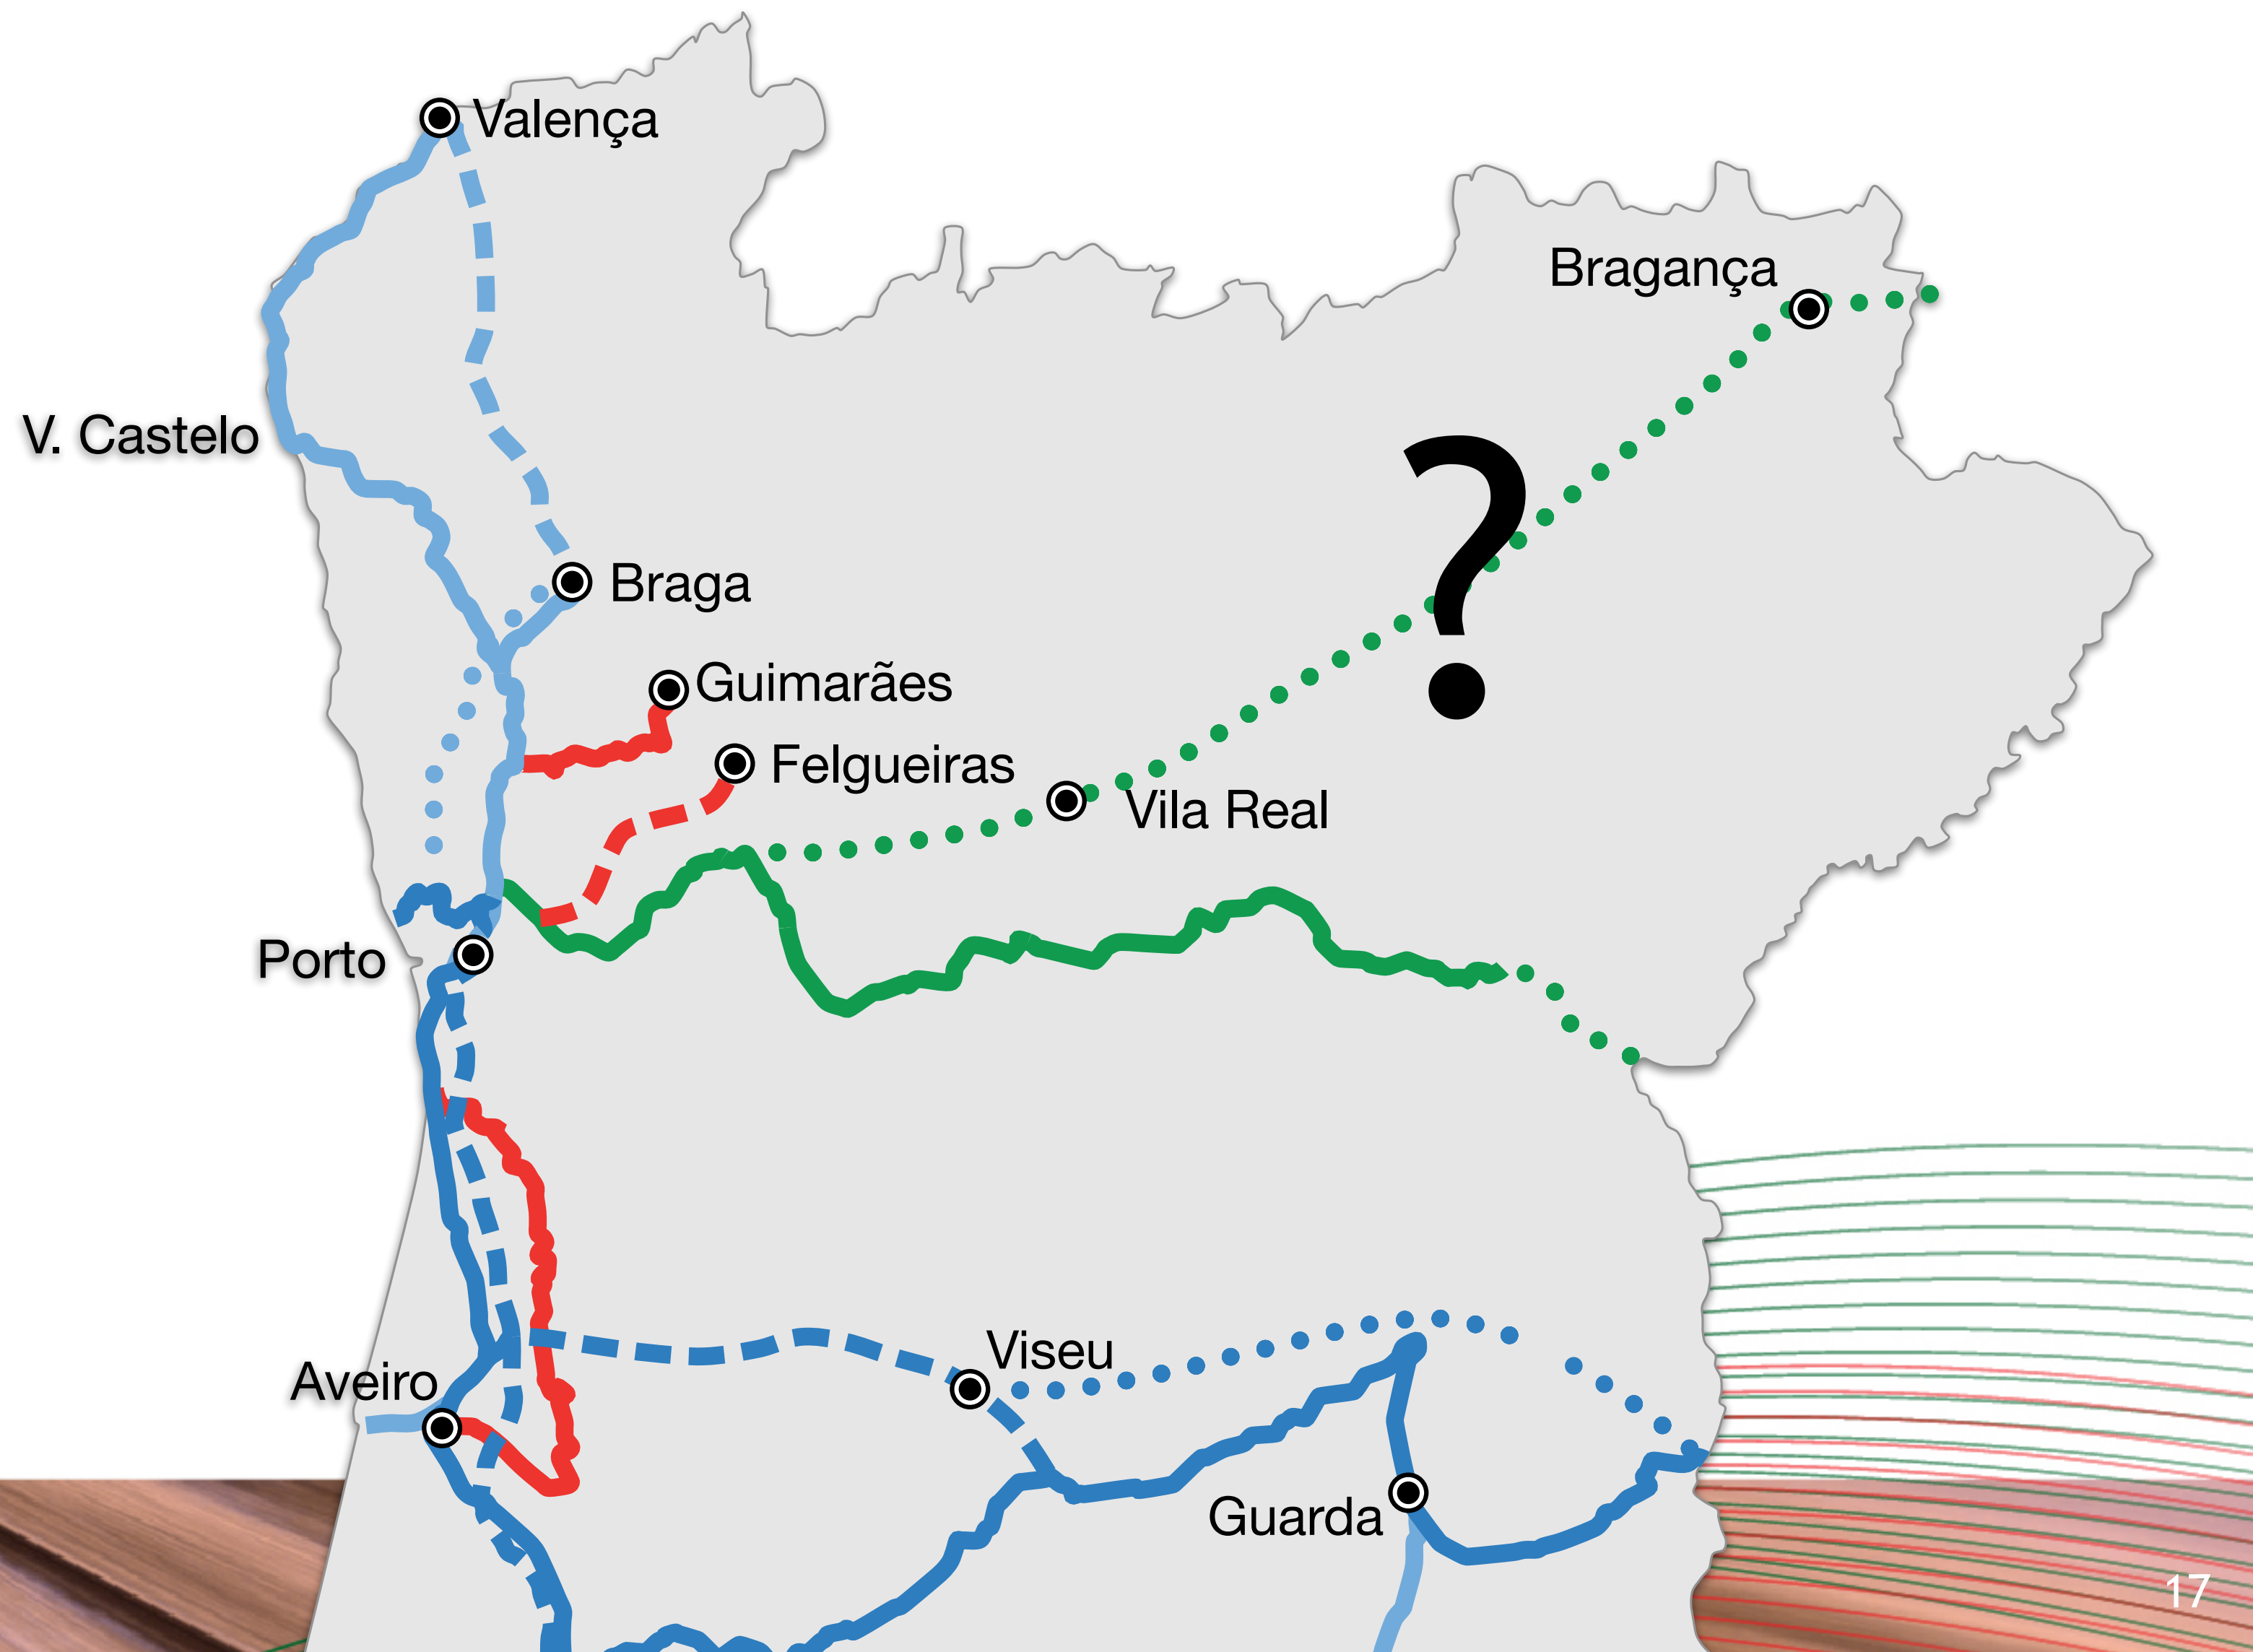 Valença
Bragança
V. Castelo
Braga
Guimarães
Felgueiras
Vila Real
?
Porto
Viseu
Aveiro
Guarda
17